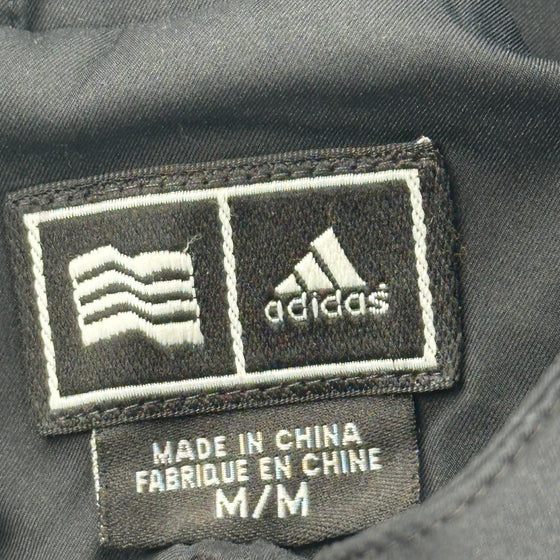 adidas
MADE IN CHINA
FABRIQUE EN CHINE
M/M